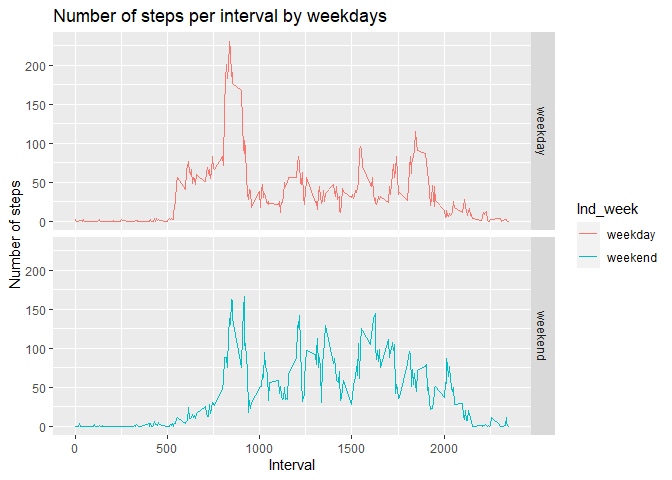 Number of steps per interval by weekdays
Number of steps
200
150
100
50
0
weekday
200
150
100
50
0
weekend
0
500
1000
1500
2000
Interval
Ind_week
weekday
weekend